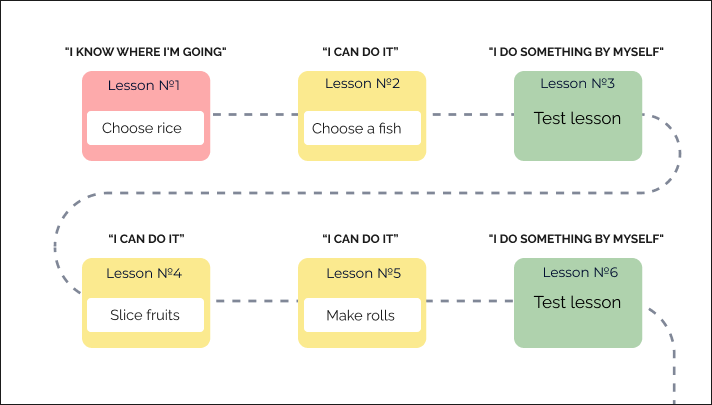 "I KNOW WHERE I'M GOING"
“I CAN DO IT”
"I DO SOMETHING BY MYSELF"
Lesson №1
Choose rice
Lesson №2
Choose a fish
Lesson №3
Test lesson
“I CAN DO IT”
“I CAN DO IT”
"I DO SOMETHING BY MYSELF"
Lesson №4
Slice fruits
Lesson №5
Make rolls
Lesson №6
Test lesson